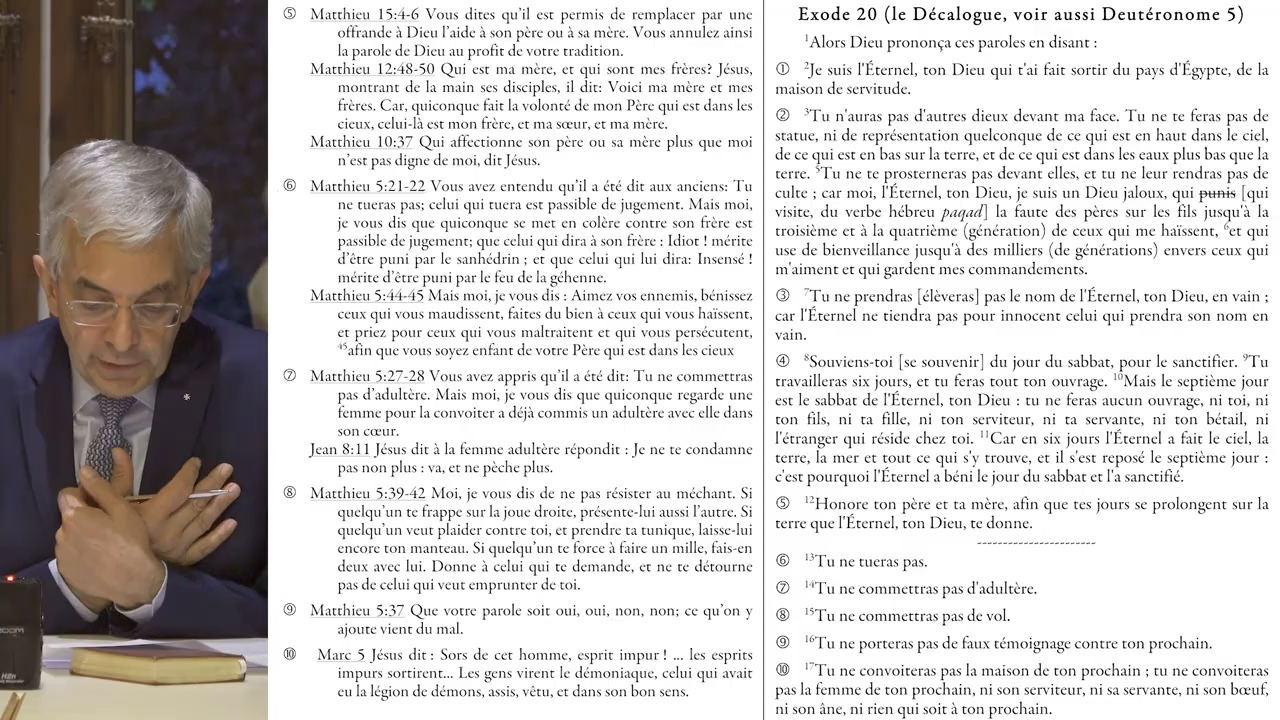 ⑤ Matthieu 15:4-6 Vous dites qu'il est permis de remplacer par une
offrande à Dieu l'aide à son père ou à sa mère. Vous annulez ainsi
la parole de Dieu au profit de votre tradition.
Matthieu 12:48-50 Qui est ma mère, et qui sont mes frères? Jésus,
montrant de la main ses disciples, il dit: Voici ma mère et mes
frères. Car, quiconque fait la volonté de mon Père qui est dans les
cieux, celui-là est mon frère, et ma sœur, et ma mère.
Matthieu 10:37 Qui affectionne son père ou sa mère plus que moi
n'est pas digne de moi, dit Jésus.
⑥ Matthieu 5:21-22 Vous avez entendu qu'il a été dit aux anciens: Tu
ne tueras pas; celui qui tuera est passible de jugement. Mais moi,
je vous dis que quiconque se met en colère contre son frère est
passible de jugement; que celui qui dira à son frère : Idiot ! mérite
d'être puni par le sanhédrin ; et que celui qui lui dira: Insensé !
mérite d'être puni par le feu de la géhenne.
Matthieu 5:44-45 Mais moi, je vous dis : Aimez vos ennemis, bénissez
ceux qui vous maudissent, faites du bien à ceux qui vous haïssent,
et priez pour ceux qui vous maltraitent et qui vous persécutent,
45afin que vous soyez enfant de votre Père qui est dans les cieux
⑦ Matthieu 5:27-28 Vous avez appris qu'il a été dit: Tu ne commettras
pas d'adultère. Mais moi, je vous dis que quiconque regarde une
femme pour la convoiter a déjà commis un adultère avec elle dans
son cœur.
Jean 8:11 Jésus dit à la femme adultère répondit : Je ne te condamne
pas non plus : va, et ne pèche plus.
⑧ Matthieu 5:39-42 Moi, je vous dis de ne pas résister au méchant. Si
quelqu'un te frappe sur la joue droite, présente-lui aussi l'autre. Si
quelqu'un veut plaider contre toi, et prendre ta tunique, laisse-lui
encore ton manteau. Si quelqu'un te force à faire un mille, fais-en
deux avec lui. Donne à celui qui te demande, et ne te détourne
pas de celui qui veut emprunter de toi.
⑨ Matthieu 5:37 Que votre parole soit oui, oui, non, non; ce qu'on y
ajoute vient du mal.
⑩ Marc 5 Jésus dit : Sors de cet homme, esprit impur ! ... les esprits
impurs sortirent... Les gens virent le démoniaque, celui qui avait
eu la légion de démons, assis, vêtu, et dans son bon sens.
Exode 20 (le Décalogue, voir aussi Deutéronome 5)
1Alors Dieu prononça ces paroles en disant :
① 2Je suis l'Éternel, ton Dieu qui t'ai fait sortir du pays d'Égypte, de la
maison de servitude.
② 3Tu n'auras pas d'autres dieux devant ma face. Tu ne te feras pas de
statue, ni de représentation quelconque de ce qui est en haut dans le ciel,
de ce qui est en bas sur la terre, et de ce qui est dans les eaux plus bas que la
terre. 5Tu ne te prosterneras pas devant elles, et tu ne leur rendras pas de
culte ; car moi, l'Éternel, ton Dieu, je suis un Dieu jaloux, qui punis [qui
visite, du verbe hébreu paqad] la faute des pères sur les fils jusqu'à la
troisième et à la quatrième (génération) de ceux qui me haïssent, 6et qui
use de bienveillance jusqu'à des milliers (de générations) envers ceux qui
m'aiment et qui gardent mes commandements.
③ 7Tu ne prendras [élèveras] pas le nom de l'Éternel, ton Dieu, en vain ;
car l'Éternel ne tiendra pas pour innocent celui qui prendra son nom en
vain.
④ 8Souviens-toi [se souvenir] du jour du sabbat, pour le sanctifier. 9Tu
travailleras six jours, et tu feras tout ton ouvrage. 10Mais le septième jour
est le sabbat de l'Éternel, ton Dieu : tu ne feras aucun ouvrage, ni toi, ni
ton fils, ni ta fille, ni ton serviteur, ni ta servante, ni ton bétail, ni
l'étranger qui réside chez toi. 11Car en six jours l'Éternel a fait le ciel, la
terre, la mer et tout ce qui s'y trouve, et il s'est reposé le septième jour :
c'est pourquoi l'Éternel a béni le jour du sabbat et l'a sanctifié.
⑤ 12Honore ton père et ta mère, afin que tes jours se prolongent sur la
terre que l'Éternel, ton Dieu, te donne.
-----------------------
⑥ 13Tu ne tueras pas.
⑦ 14Tu ne commettras pas d'adultère.
⑧ 15Tu ne commettras pas de vol.
⑨ 16Tu ne porteras pas de faux témoignage contre ton prochain.
⑩ 17Tu ne convoiteras pas la maison de ton prochain ; tu ne convoiteras
pas la femme de ton prochain, ni son serviteur, ni sa servante, ni son bœuf,
ni son âne, ni rien qui soit à ton prochain.
zoom
H2n